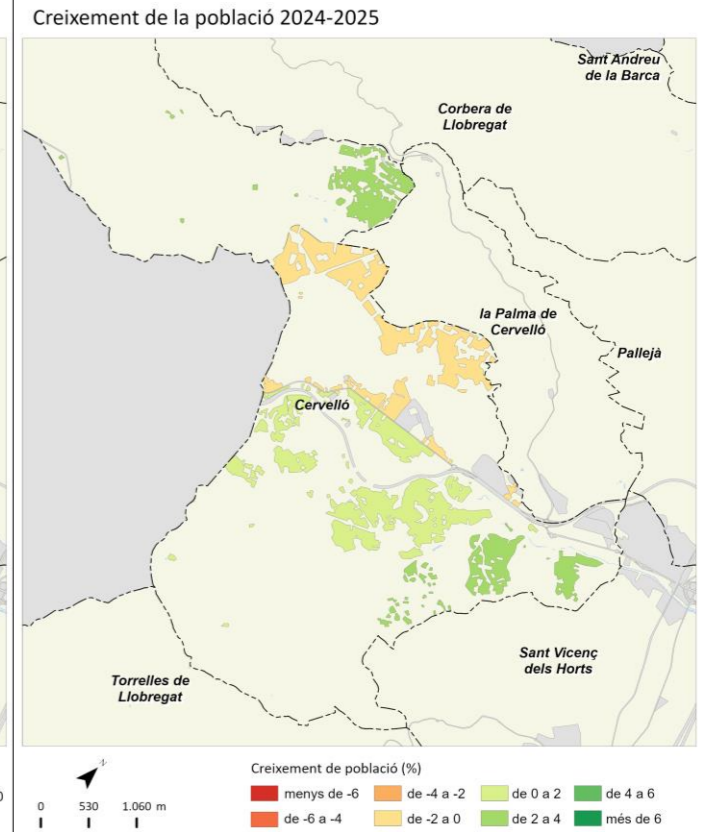 Creixement de la població 2024-2025
Sant Andreu
de la Barca
Corbera de
Llobregat
la Palma de
Cervelló
Pallejà
Cervelló
Sant Vicenç
dels Horts
Torrelles de
Llobregat
N
0 530 1.060 m
Creixement de població (%)
menys de -6 de -4 a -2 de 0 a 2 de 4 a 6
de -6 a -4 de -2 a 0 de 2 a 4 més de 6